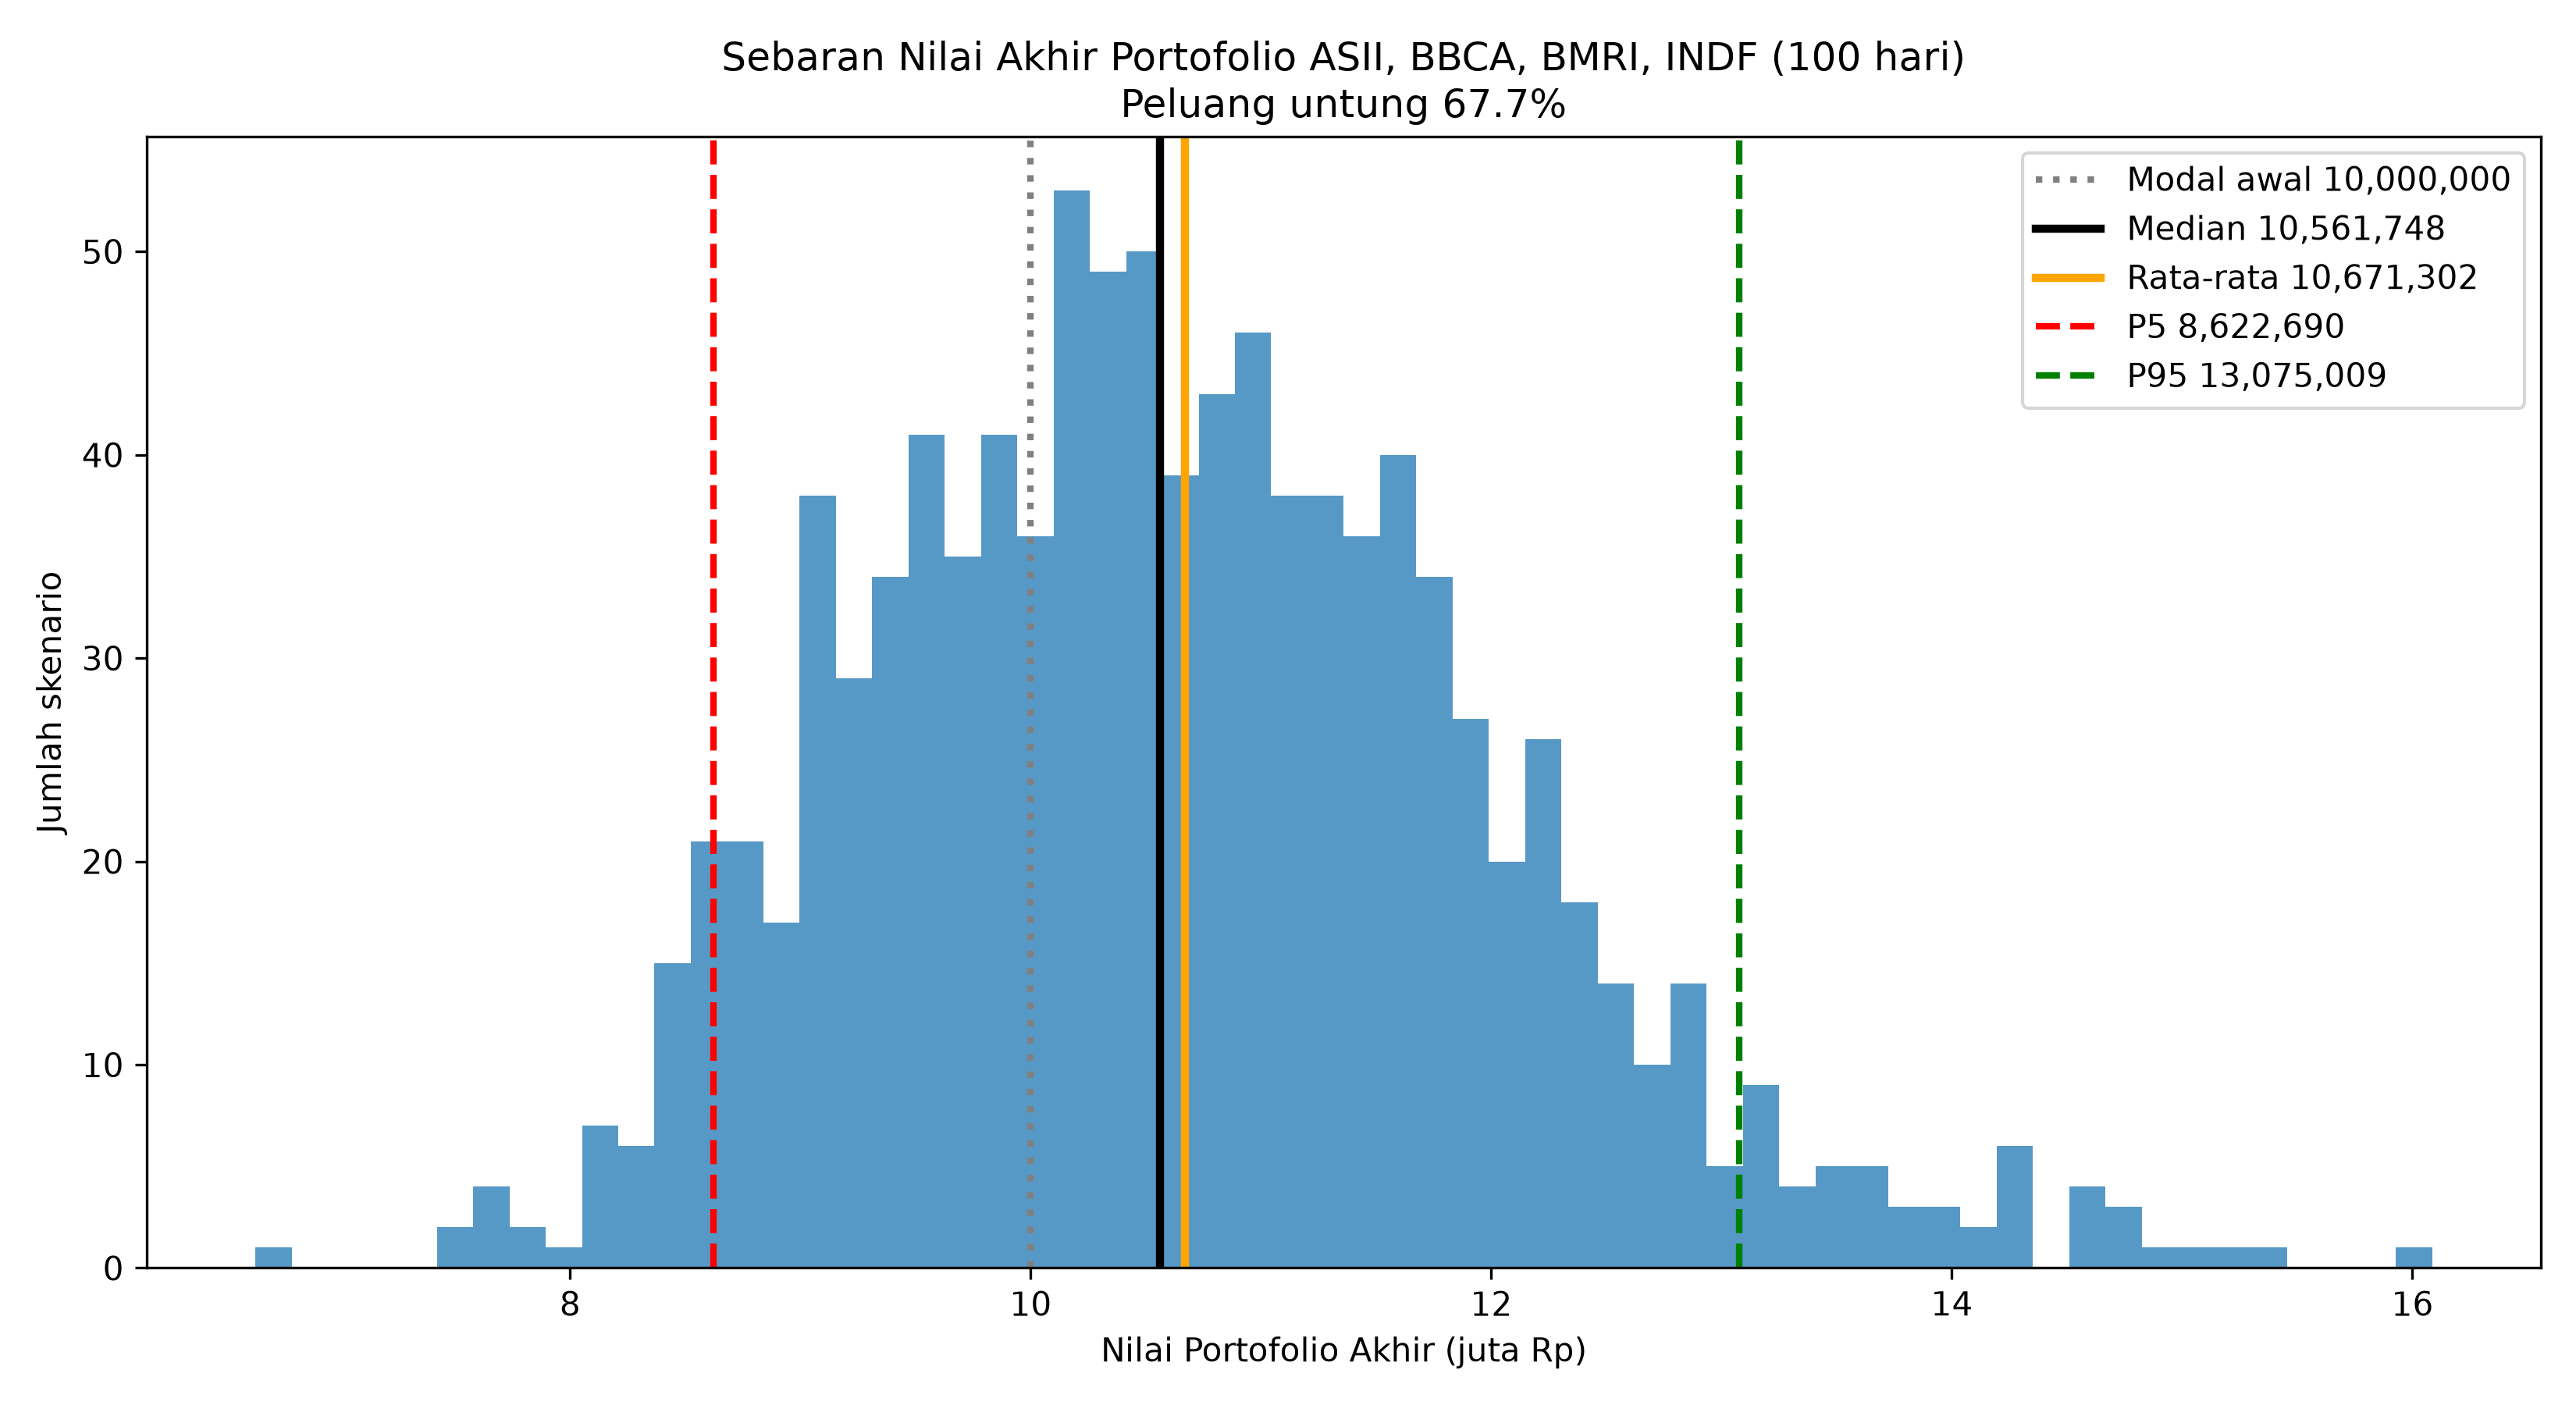 Sebaran Nilai Akhir Portofolio ASII, BBCA, BMRI, INDF (100 hari)
Peluang untung 67.7%
Modal awal 10,000,000
Median 10,561,748
Rata-rata 10,671,302
P5 8,622,690
P95 13,075,009
Jumlah skenario
50
40
30
20
10
0
8
10
12
14
16
Nilai Portofolio Akhir (juta Rp)